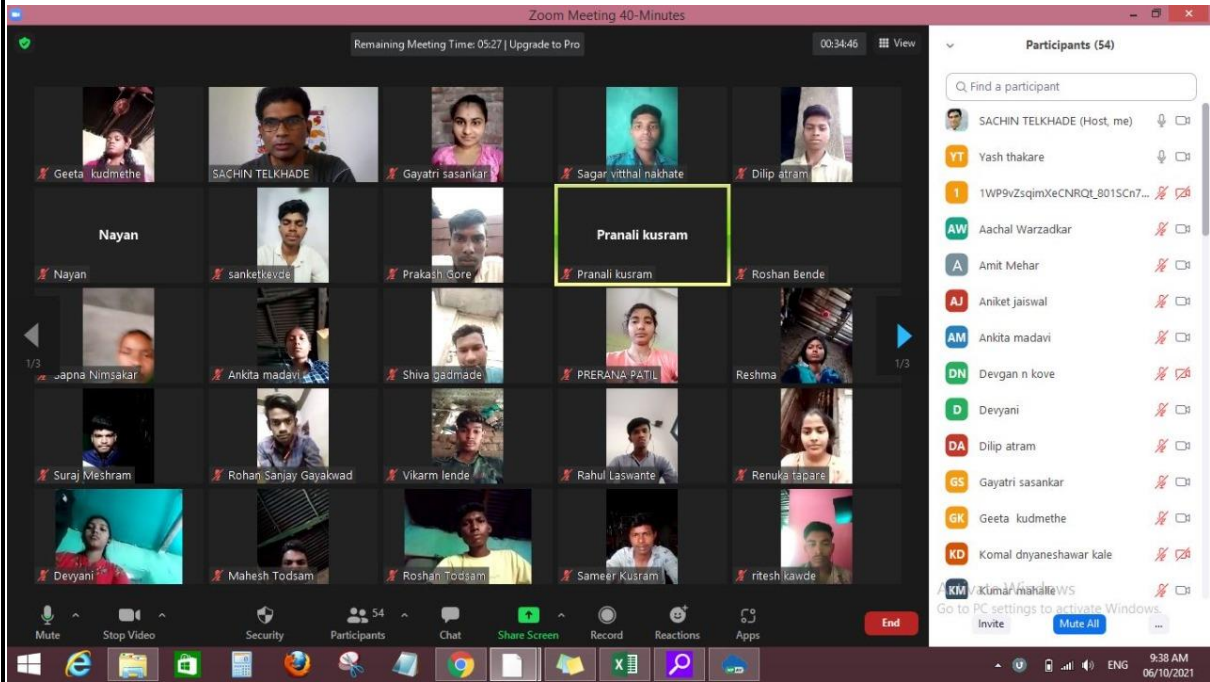 Zoom Meeting 40-Minutes
Remaining Meeting Time: 05:27 | Upgrade to Pro
00:34:46 View
Geeta kudmethe
SACHIN TELKHADE
Gayatri sasankar
Sagar vitthal nakhate
Dilip atram
Nayan
Nayan
sanketkevde
Prakash Gore
Pranali kusram
Pranali kusram
Roshan Bende
1/3
1/3
Sapna Nimsakar
Ankita madavi
Shiva gadmade
PRERANA PATIL
Reshma
Suraj Meshram
Rohan Sanjay Gayakwad
Vikarm lende
Rahul Laswante
Renuka tapare
Devyani
Mahesh Todsam
Roshan Todsam
Sameer Kusram
ritesh kawde
Mute
Stop Video
Security
54
Participants
Chat
Share Screen
Record
Reactions
Apps
End
Participants (54)
Find a participant
SACHIN TELKHADE (Host, me)
YT Yash thakare
1 1WP9vZsqimXeCNRQt_801SCn7...
AW Aachal Warzadkar
A Amit Mehar
AJ Aniket jaiswal
AM Ankita madavi
DN Devgan n kove
D Devyani
DA Dilip atram
GS Gayatri sasankar
GK Geeta kudmethe
KD Komal dnyaneshawar kale
KM Kumar mahalle
Activate Windows
Go to PC settings to activate Windows.
Invite
Mute All
...
ENG
9:38 AM
06/10/2021